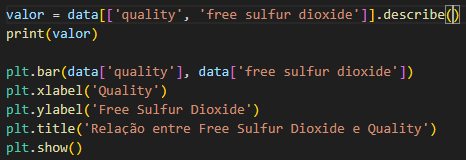 valor = data[['quality', 'free sulfur dioxide']].describe()
print(valor)
plt.bar(data['quality'], data['free sulfur dioxide'])
plt.xlabel('Quality')
plt.ylabel('Free Sulfur Dioxide')
plt.title('Relação entre Free Sulfur Dioxide e Quality')
plt.show()